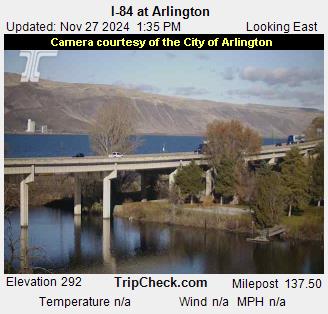 I-84 at Arlington
Updated: Nov 27 2024 1:35 PM Looking East
Camera courtesy of the City of Arlington
Elevation 292 TripCheck.com Milepost 137.50
Temperature n/a Wind n/a MPH n/a